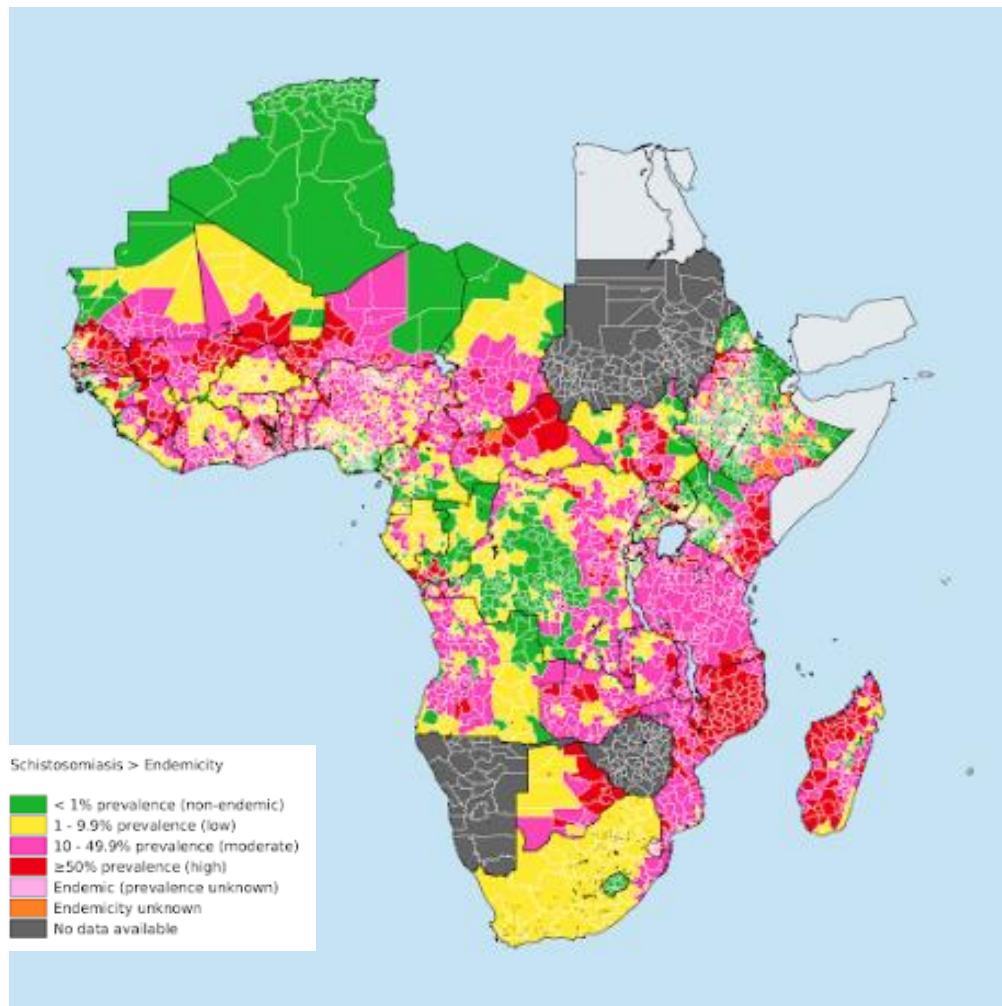 Schistosomiasis > Endemicity
< 1% prevalence (non-endemic)
1 - 9.9% prevalence (low)
10 - 49.9% prevalence (moderate)
≥50% prevalence (high)
Endemic (prevalence unknown)
Endemicity unknown
No data available